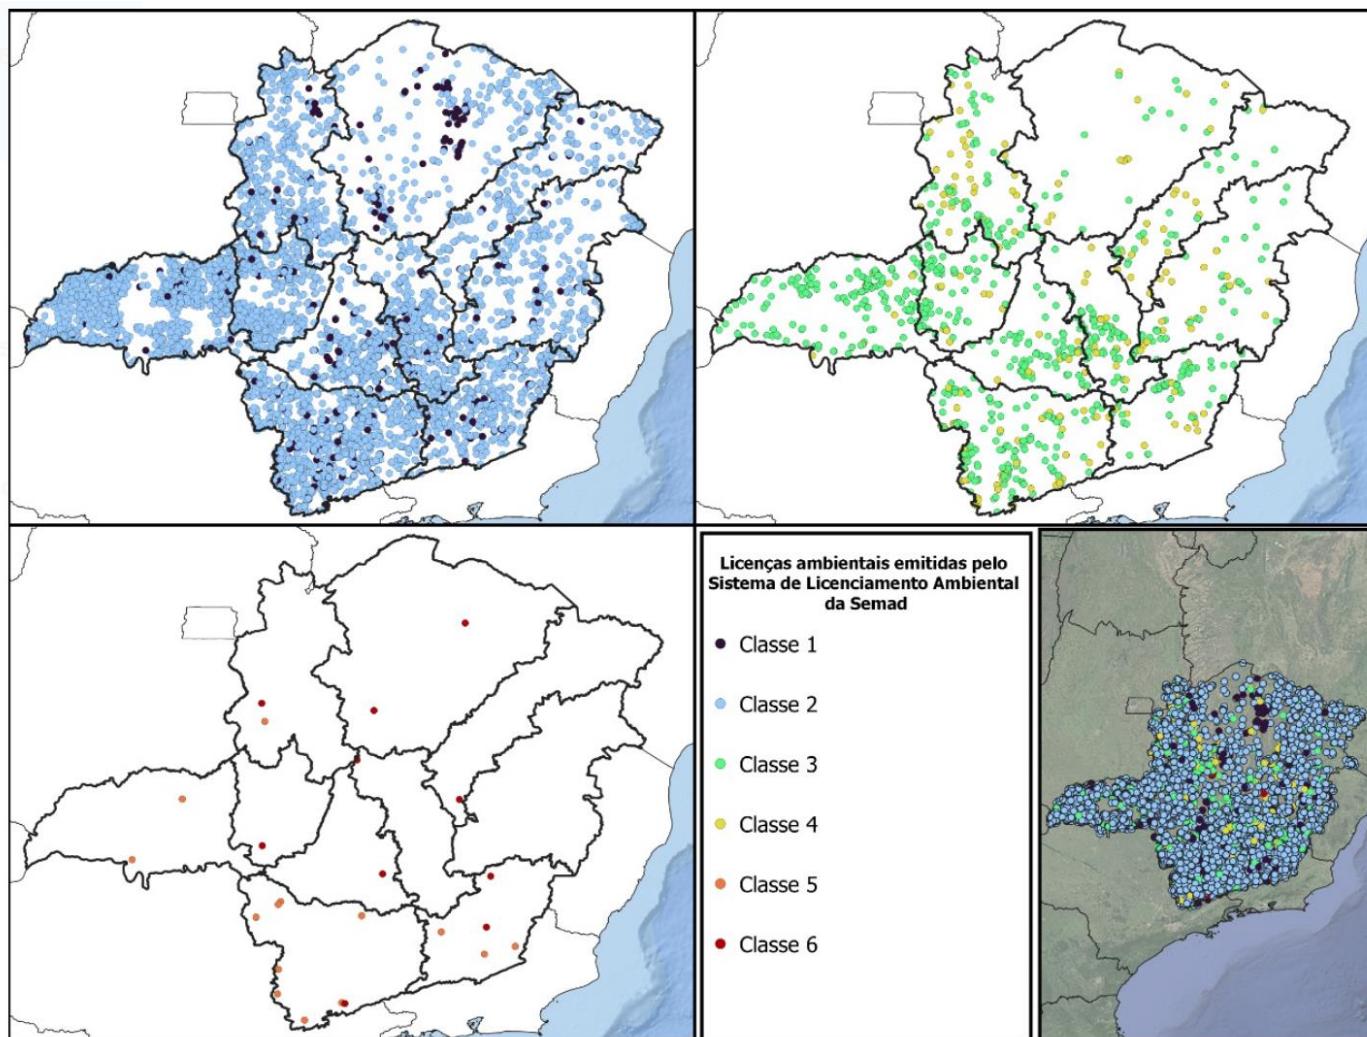 Licenças ambientais emitidas pelo
Sistema de Licenciamento Ambiental
da Semad
Classe 1
Classe 2
Classe 3
Classe 4
Classe 5
Classe 6